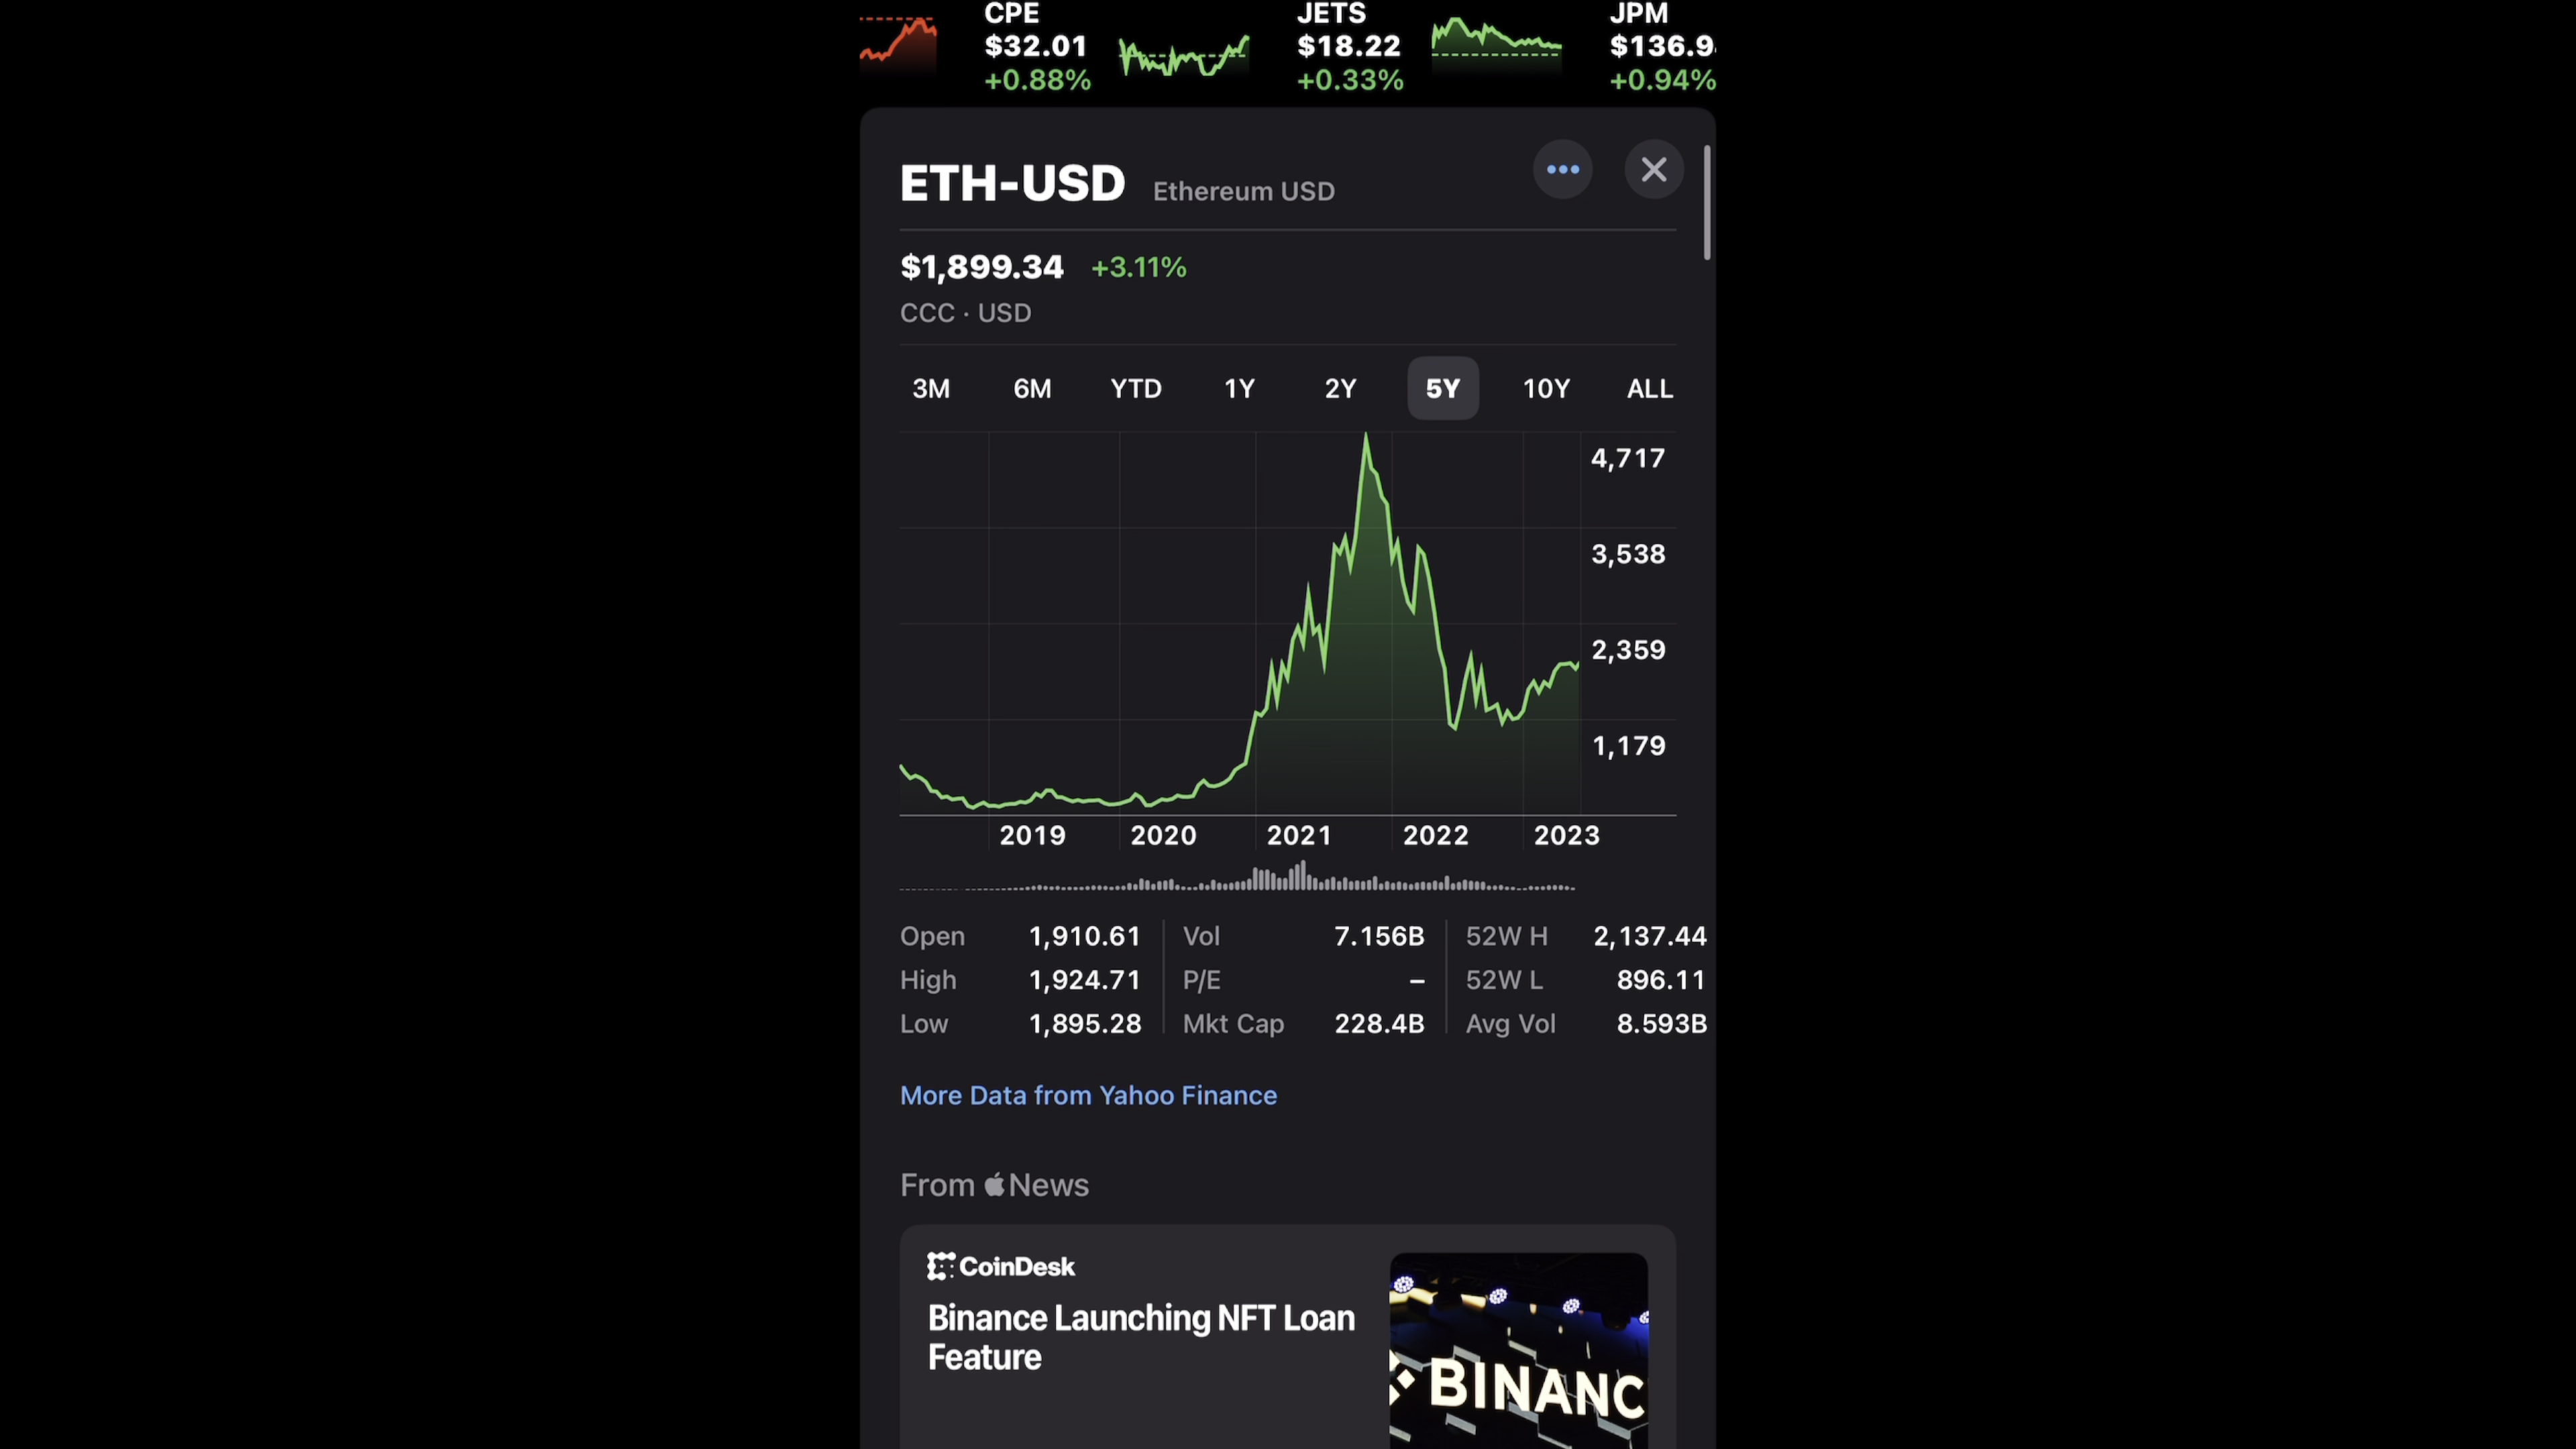 CPE
$32.01
+0.88%
JETS
$18.22
+0.33%
JPM
$136.9
+0.94%
ETH-USD Ethereum USD
$1,899.34 +3.11%
CCC · USD
3M 6M YTD 1Y 2Y 5Y 10Y ALL
4,717
3,538
2,359
1,179
2019 2020 2021 2022 2023
Open 1,910.61 Vol 7.156B 52W H 2,137.44
High 1,924.71 P/E – 52W L 896.11
Low 1,895.28 Mkt Cap 228.4B Avg Vol 8.593B
More Data from Yahoo Finance
From News
CoinDesk
Binance Launching NFT Loan
Feature
BINANC